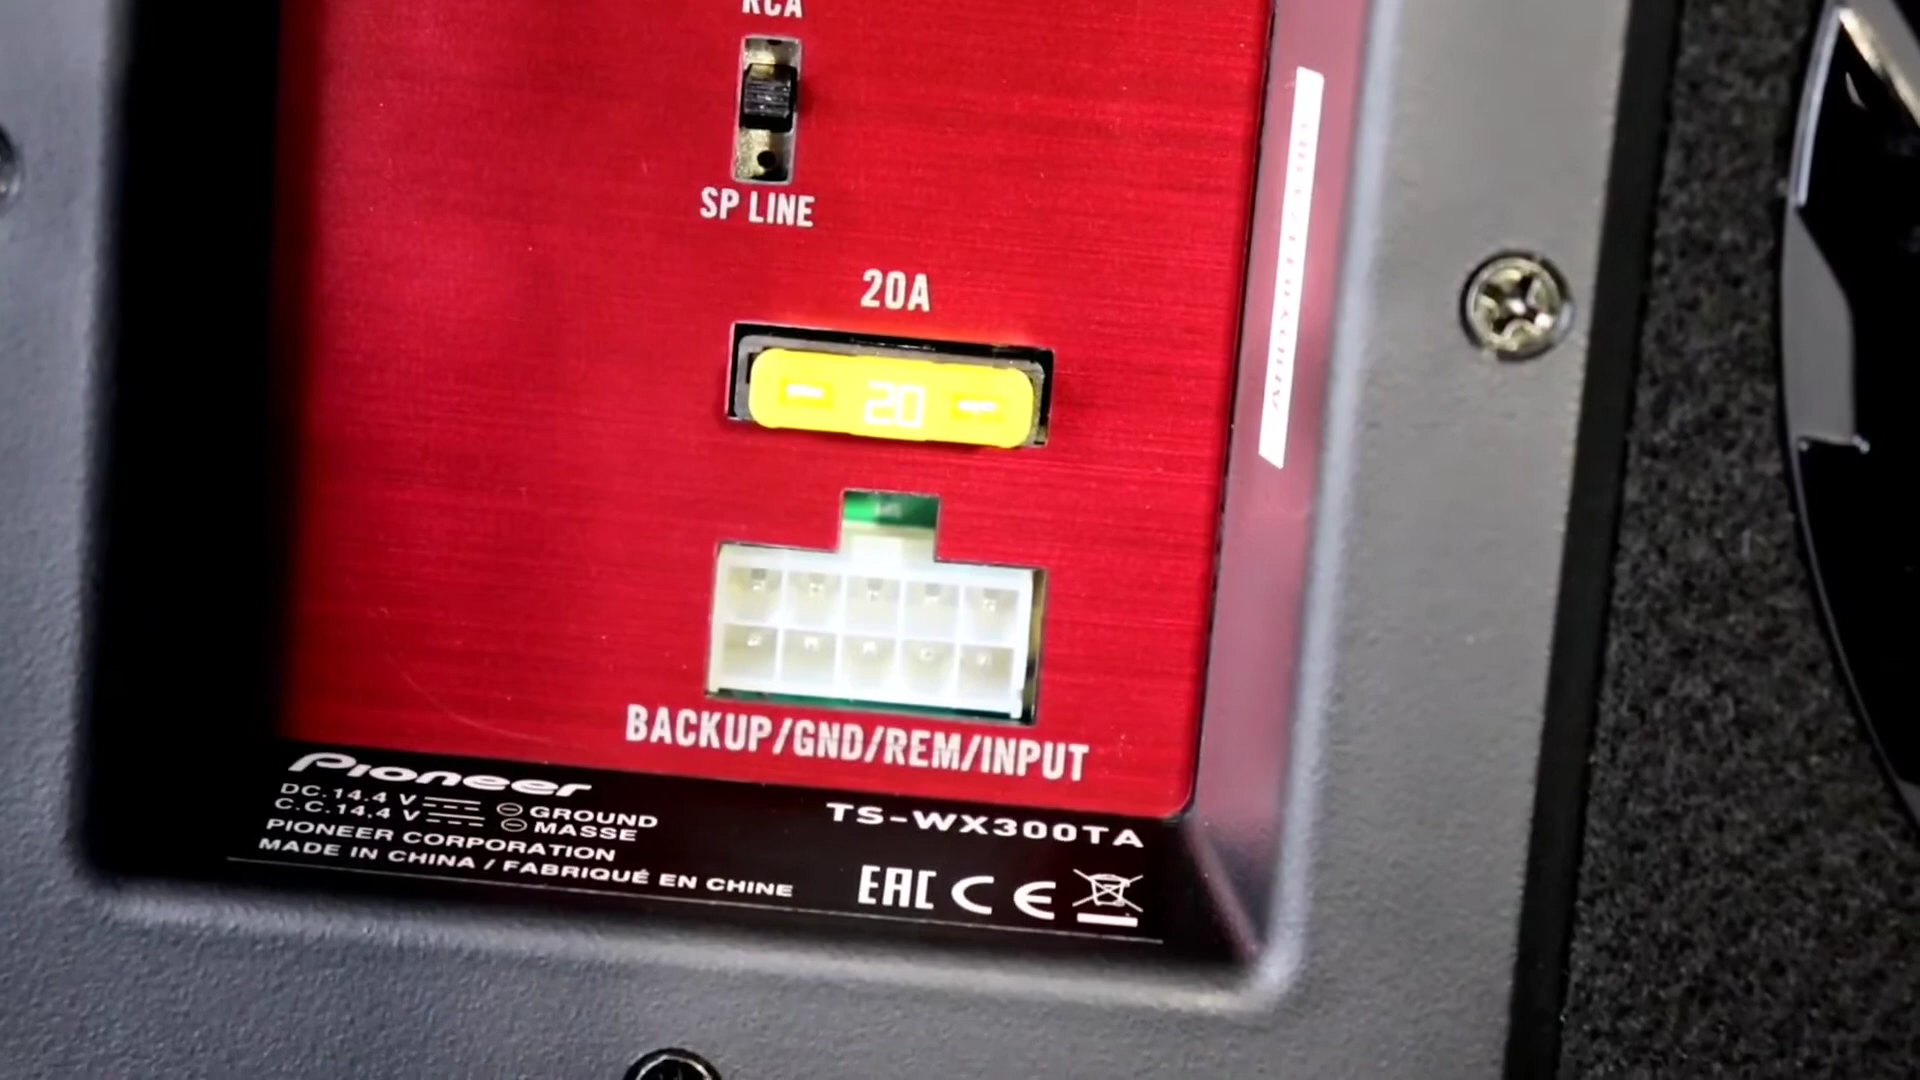 RCA
SP LINE
20A
20
BACKUP/GND/REM/INPUT
Pioneer
DC.14.4 V
C.C.14.4 V
GROUND
MASSE
PIONEER CORPORATION
MADE IN CHINA / FABRIQUÉ EN CHINE
TS-WX300TA
EAC CE